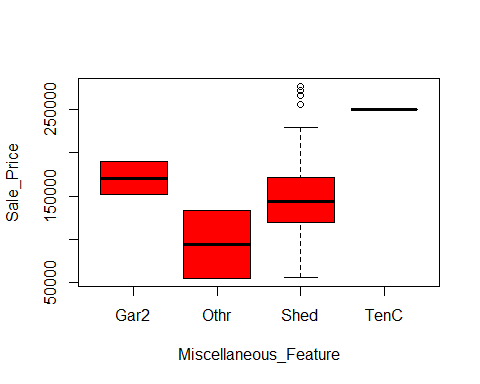 Sale_Price
250000
150000
50000
Gar2 Othr Shed TenC
Miscellaneous_Feature